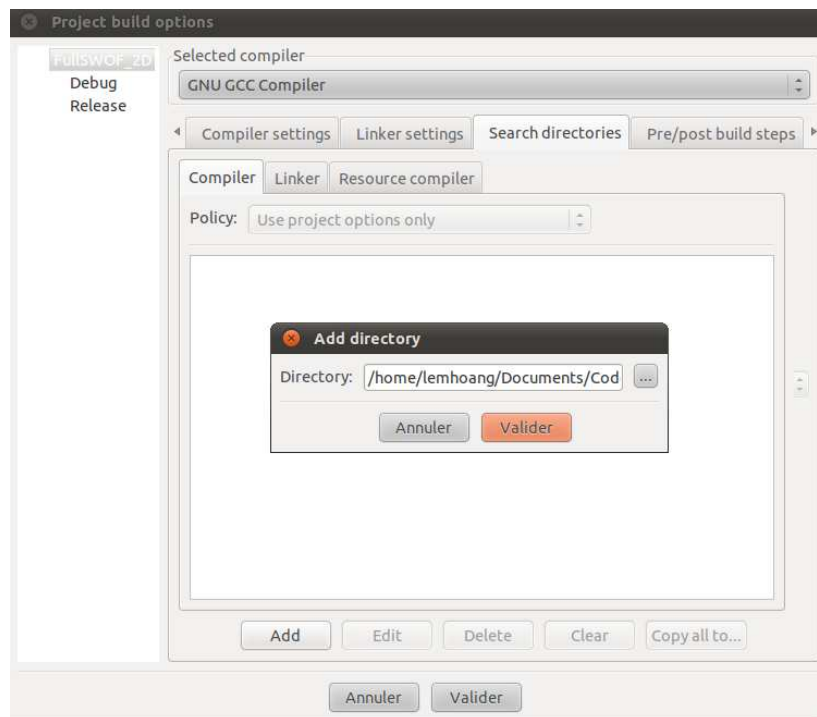 Project build options
FullSWOF_2D
Debug
Release
Selected compiler
GNU GCC Compiler
Compiler settings
Linker settings
Search directories
Pre/post build steps
Compiler
Linker
Resource compiler
Policy:
Use project options only
Add directory
Directory:
/home/lemhoang/Documents/Cod
...
Annuler
Valider
Add
Edit
Delete
Clear
Copy all to...
Annuler
Valider